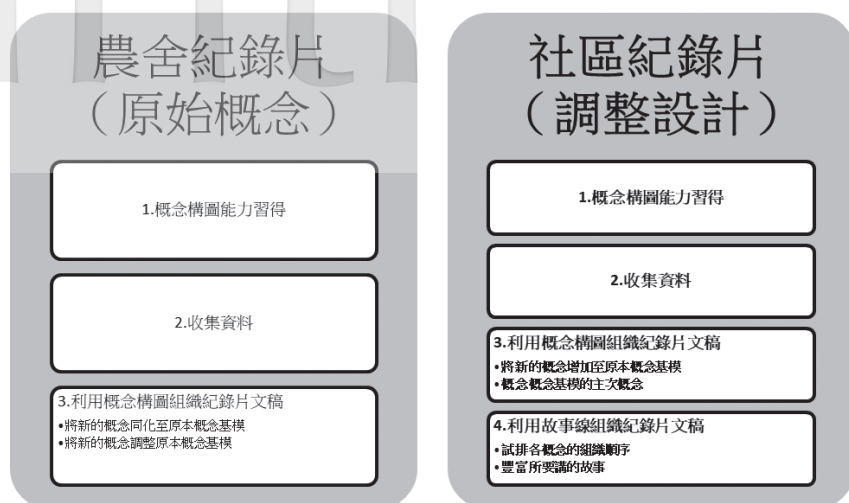 農舍紀錄片
（原始概念）
1.概念構圖能力習得
2.收集資料
3.利用概念構圖組織紀錄片文稿
•將新的概念同化至原本概念基模
•將新的概念調整原本概念基模
社區紀錄片
（調整設計）
1.概念構圖能力習得
2.收集資料
3.利用概念構圖組織紀錄片文稿
•將新的概念增加至原本概念基模
•概念概念基模的主次概念
4.利用故事線組織紀錄片文稿
•試排各概念的組織順序
•豐富所要講的故事